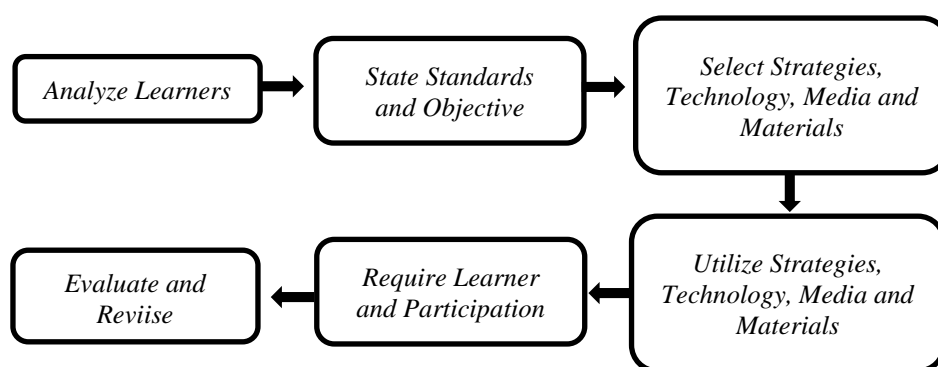 Analyze Learners
State Standards
and Objective
Select Strategies,
Technology, Media and
Materials
Utilize Strategies,
Technology, Media and
Materials
Require Learner
and Participation
Evaluate and
Reviise